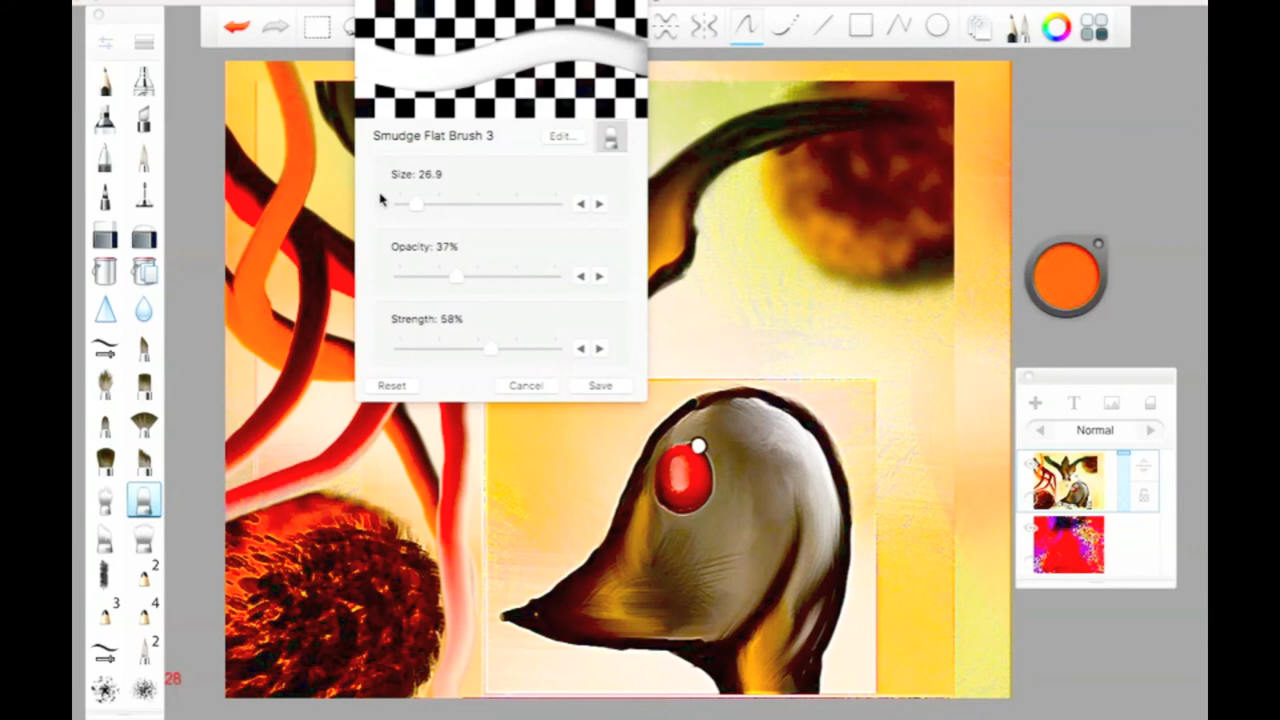 Smudge Flat Brush 3
Edit...
Size: 26.9
Opacity: 37%
Strength: 58%
Reset
Cancel
Save
T
Normal
2
3
4
2
28